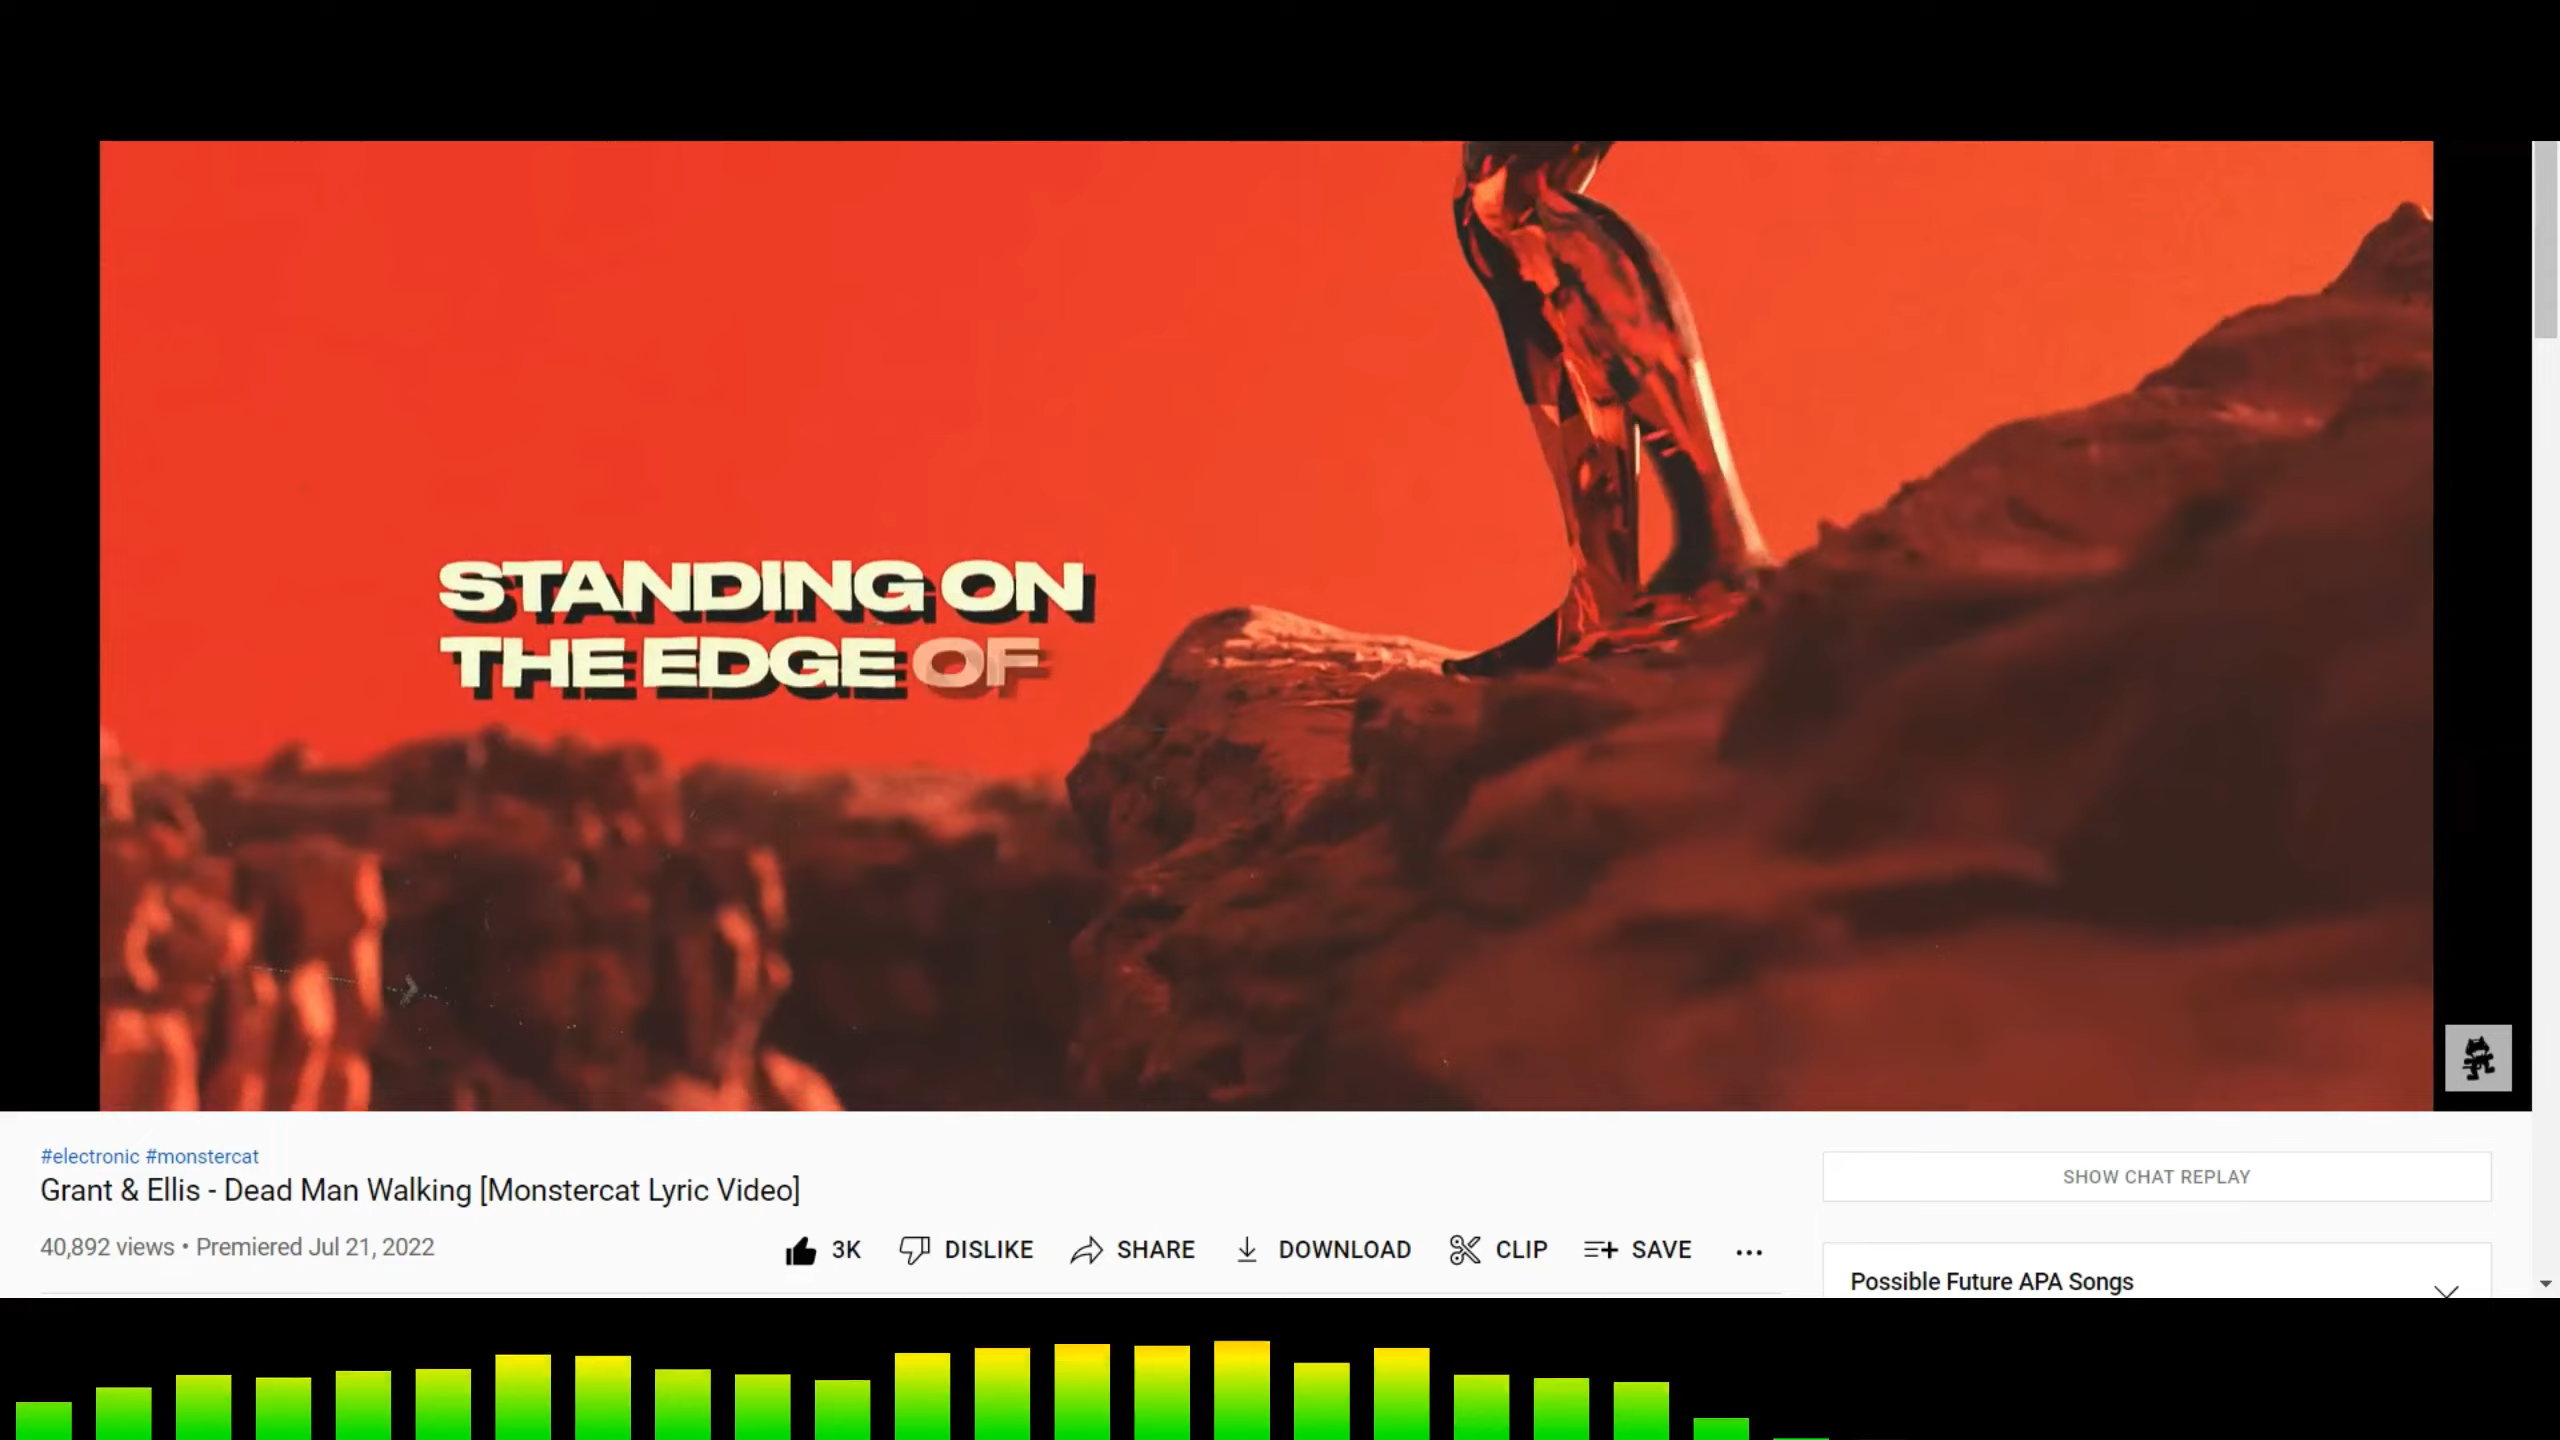 STANDING ON
THE EDGE OF
#electronic #monstercat
Grant & Ellis - Dead Man Walking [Monstercat Lyric Video]
40,892 views • Premiered Jul 21, 2022
3K DISLIKE SHARE DOWNLOAD CLIP SAVE ...
SHOW CHAT REPLAY
Possible Future APA Songs